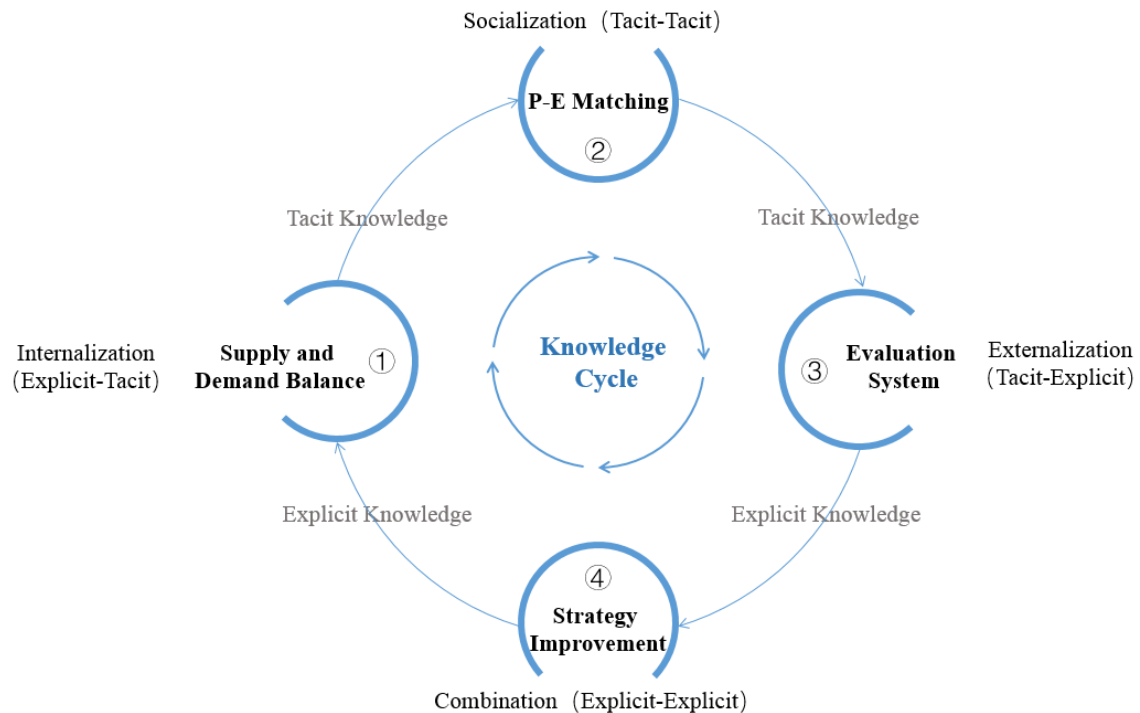 Socialization（Tacit-Tacit）
P-E Matching
②
Tacit Knowledge
Tacit Knowledge
Internalization
（Explicit-Tacit）
Supply and
Demand Balance
①
Knowledge
Cycle
③
Evaluation
System
Externalization
（Tacit-Explicit）
Explicit Knowledge
Explicit Knowledge
④
Strategy
Improvement
Combination（Explicit-Explicit）